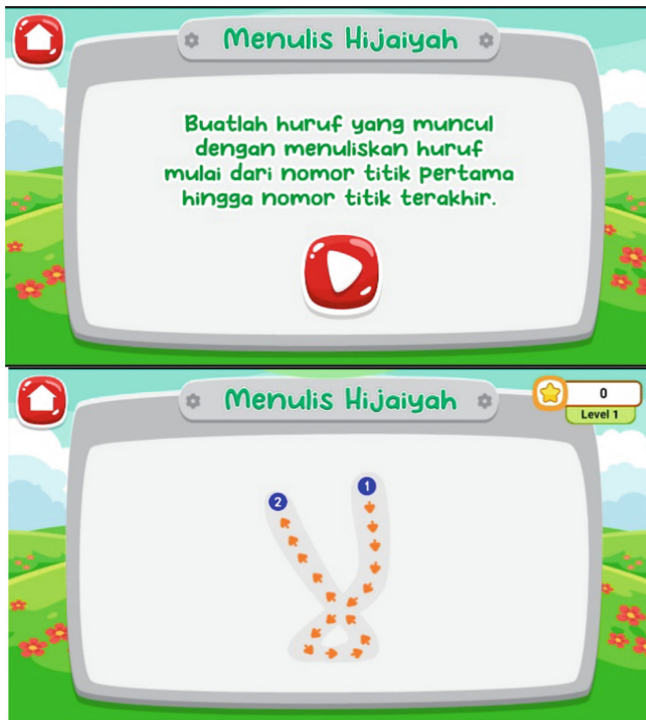 Menulis Hijaiyah
Buatlah huruf yang muncul
dengan menuliskan huruf
mulai dari nomor titik pertama
hingga nomor titik terakhir.
Menulis Hijaiyah
0
Level 1
1
2
لا